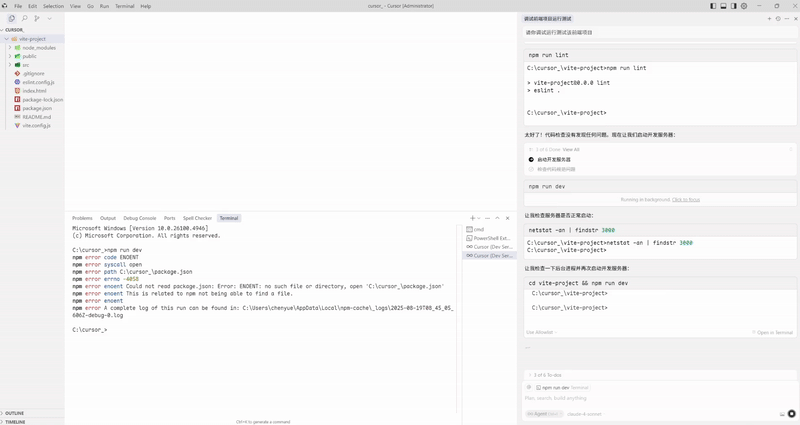 File Edit Selection View Go Run Terminal Help
cursor_ - Cursor [Administrator]
CURSOR_
vite-project
node_modules
public
src
.gitignore
eslint.config.js
index.html
package-lock.json
package.json
README.md
vite.config.js
OUTLINE
TIMELINE
Problems Output Debug Console Ports Spell Checker Terminal
Microsoft Windows [Version 10.0.26100.4946]
(c) Microsoft Corporation. All rights reserved.
C:\cursor_>npm run dev
npm error code ENOENT
npm error syscall open
npm error path C:\cursor_\package.json
npm error errno -4058
npm error enoent Could not read package.json: Error: ENOENT: no such file or directory, open 'C:\cursor_\package.json'
npm error enoent This is related to npm not being able to find a file.
npm error enoent
npm error A complete log of this run can be found in: C:\Users\chenyue\AppData\Local\npm-cache\_logs\2025-08-19T08_45_05_
606Z-debug-0.log
C:\cursor_>
cmd
PowerShell Ext...
Cursor (Dev Ser...
Cursor (Dev Ser...
Ctrl+K to generate a command
调试前端项目运行测试
请你调试运行测试该前端项目
npm run lint
C:\cursor_\vite-project>npm run lint
> vite-project@0.0.0 lint
> eslint .
C:\cursor_\vite-project>
太好了！代码检查没有发现任何问题。现在让我们启动开发服务器：
View All
启动开发服务器
检查代码规范问题
npm run dev
Running in background. Click to focus
让我检查服务器是否正常启动：
netstat -an | findstr 3000
C:\cursor_\vite-project>netstat -an | findstr 3000
C:\cursor_\vite-project>
让我检查一下后台进程并再次启动开发服务器：
cd vite-project && npm run dev
C:\cursor_\vite-project>
C:\cursor_\vite-project>
Use Allowlist
Open in Terminal
3 of 6 To-dos
npm run dev Terminal
Plan, search, build anything
Agent
claude-4-sonnet